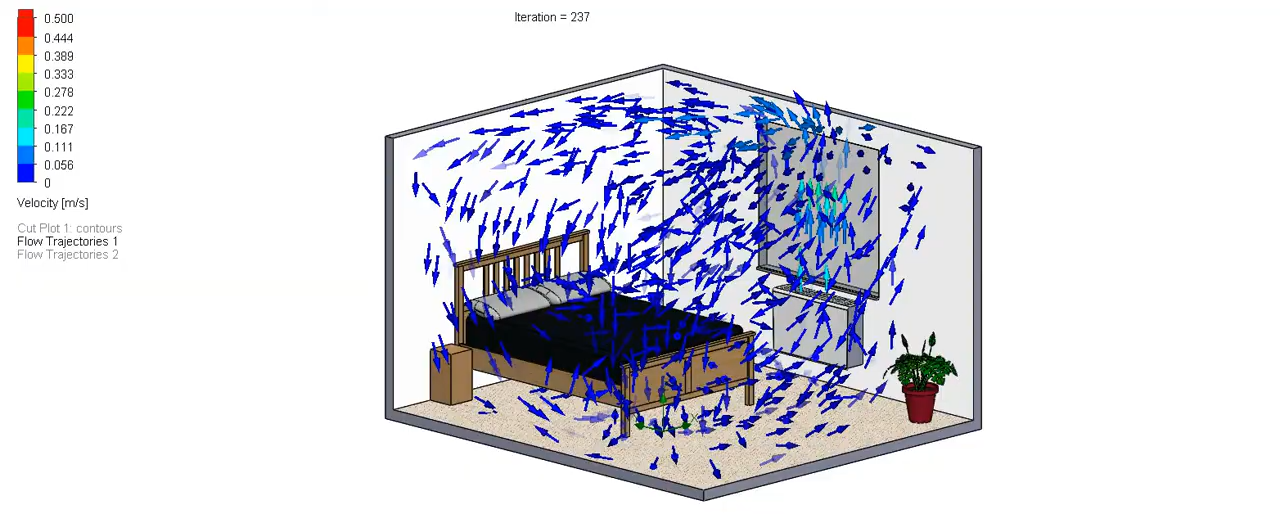 Iteration = 237
0.500
0.444
0.389
0.333
0.278
0.222
0.167
0.111
0.056
0
Velocity [m/s]
Cut Plot 1: contours
Flow Trajectories 1
Flow Trajectories 2